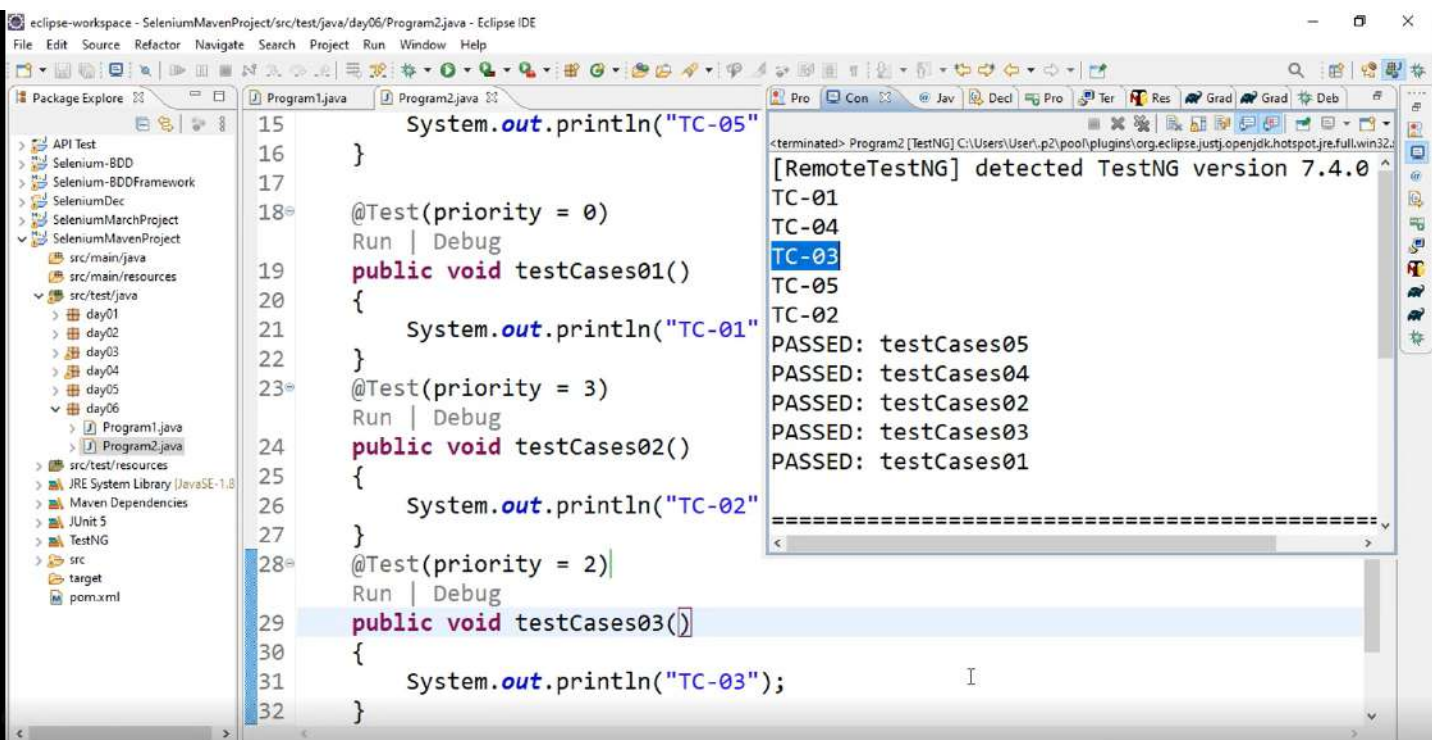 eclipse-workspace - SeleniumMavenProject/src/test/java/day06/Program2.java - Eclipse IDE
File Edit Source Refactor Navigate Search Project Run Window Help
Package Explore
API Test
Selenium-BDD
Selenium-BDDFramework
SeleniumDec
SeleniumMarchProject
SeleniumMavenProject
src/main/java
src/main/resources
src/test/java
day01
day02
day03
day04
day05
day06
Program1.java
Program2.java
src/test/resources
JRE System Library [JavaSE-1.8
Maven Dependencies
JUnit 5
TestNG
src
target
pom.xml
Program1.java Program2.java
15 System.out.println("TC-05"
16 }
17
18 @Test(priority = 0)
Run | Debug
19 public void testCases01()
20 {
21 System.out.println("TC-01"
22 }
23 @Test(priority = 3)
Run | Debug
24 public void testCases02()
25 {
26 System.out.println("TC-02"
27 }
28 @Test(priority = 2)
Run | Debug
29 public void testCases03()
30 {
31 System.out.println("TC-03");
32 }
Pro Con Jav Decl Pro Ter Res Grad Grad Deb
<terminated> Program2 [TestNG] C:\Users\User\.p2\pool\plugins\org.eclipse.justj.openjdk.hotspot.jre.full.win32.
[RemoteTestNG] detected TestNG version 7.4.0
TC-01
TC-04
TC-03
TC-05
TC-02
PASSED: testCases05
PASSED: testCases04
PASSED: testCases02
PASSED: testCases03
PASSED: testCases01
=============================================